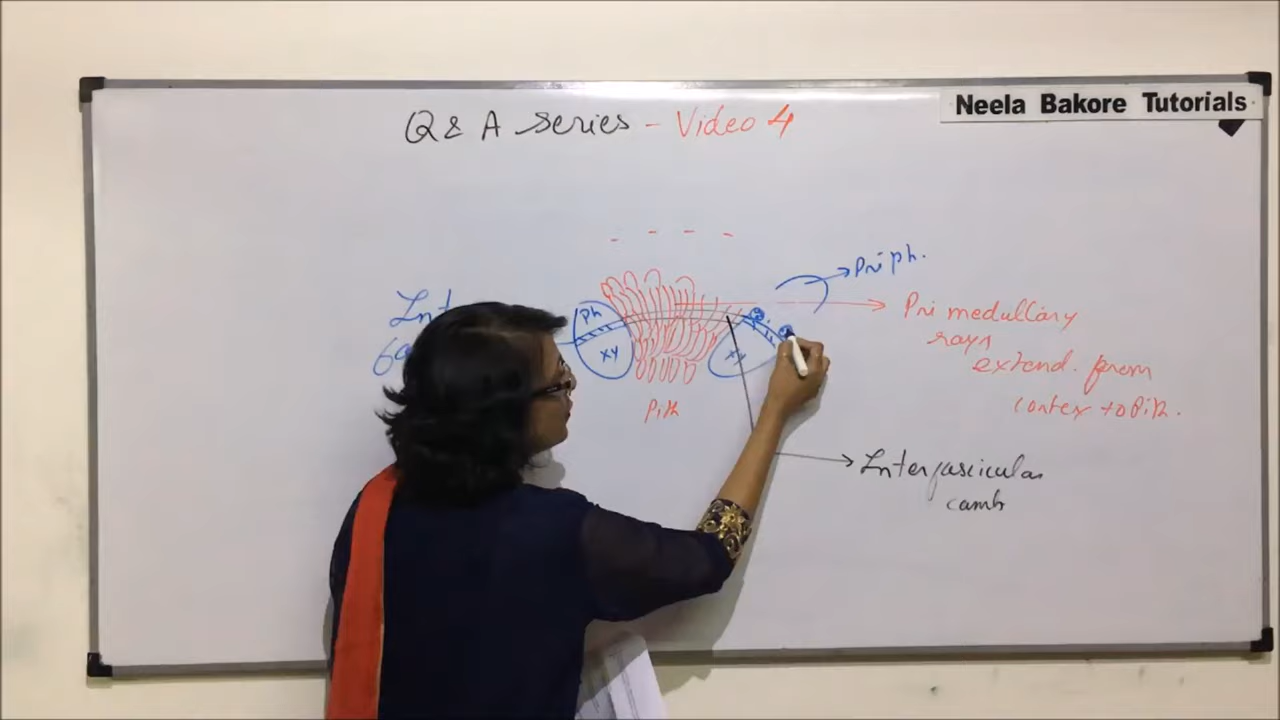 Neela Bakore Tutorials
Q & A series - Video 4
Pri ph.
ph
xy
xy
Pith
Pri medullary
rays
extend. from
cortex to Pith.
Interfascicular
camb